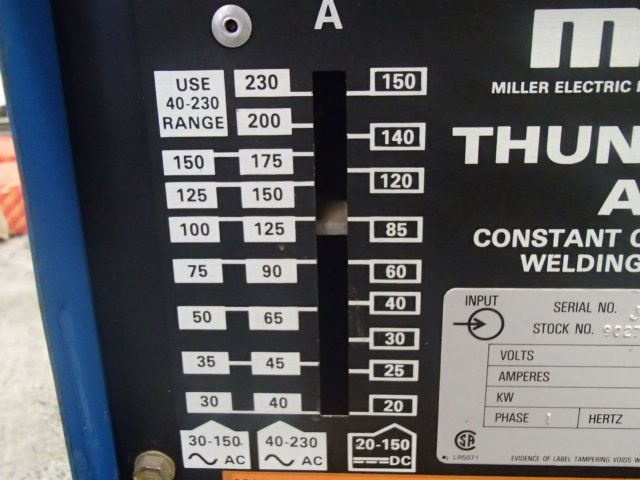 A
USE
40-230
RANGE
230
150
MILLER ELECTRIC
200
140
THUN
150
175
120
125
150
A
100
125
85
CONSTANT
WELDING
75
90
60
40
INPUT
SERIAL NO.
STOCK NO.
50
65
30
VOLTS
35
45
25
AMPERES
KW
30
40
20
PHASE 1
HERTZ
30-150
AC
40-230
AC
20-150
DC
SA
LR5071
EVIDENCE OF LABEL TAMPERING VOIDS